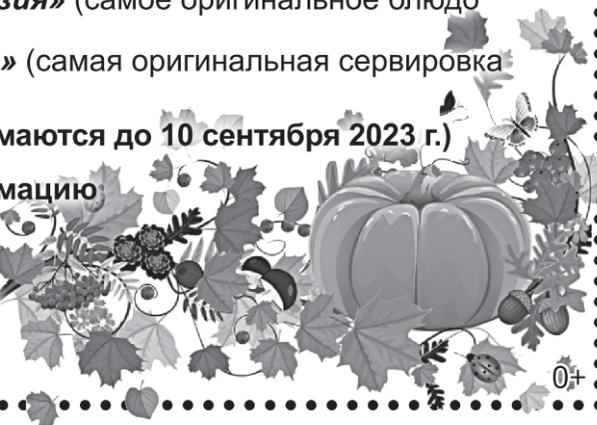 зия» (самое оригинальное блюдо
» (самая оригинальная сервировка
маются до 10 сентября 2023 г.)
мацию
0+